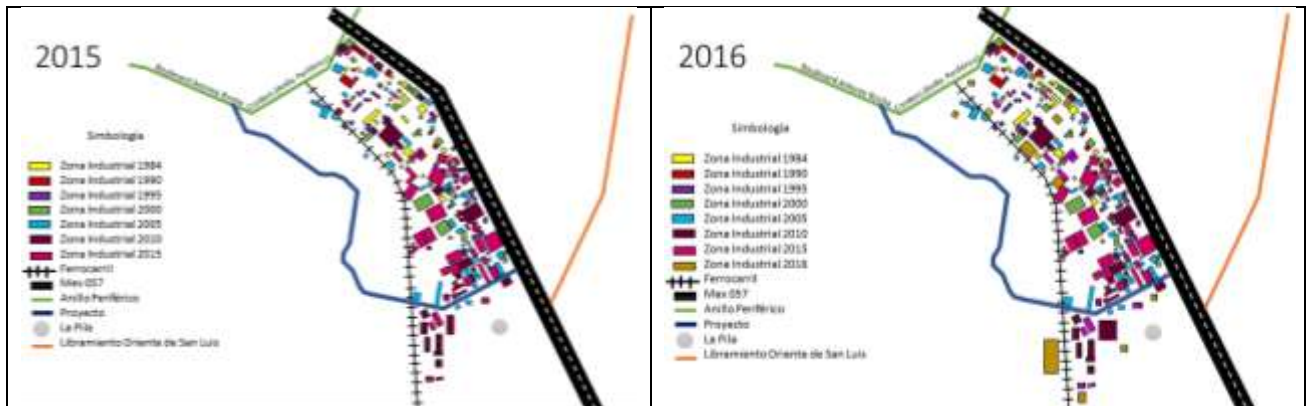 2015
Simbología
Zona Industrial 1984
Zona Industrial 1990
Zona Industrial 1995
Zona Industrial 2000
Zona Industrial 2005
Zona Industrial 2010
Zona Industrial 2015
Ferrocarril
Mex 057
Anillo Periférico
Proyecto
La Pila
Libramiento Oriente de San Luis
2016
Simbología
Zona Industrial 1984
Zona Industrial 1990
Zona Industrial 1995
Zona Industrial 2000
Zona Industrial 2005
Zona Industrial 2010
Zona Industrial 2015
Zona Industrial 2016
Ferrocarril
Mex 057
Anillo Periférico
Proyecto
La Pila
Libramiento Oriente de San Luis